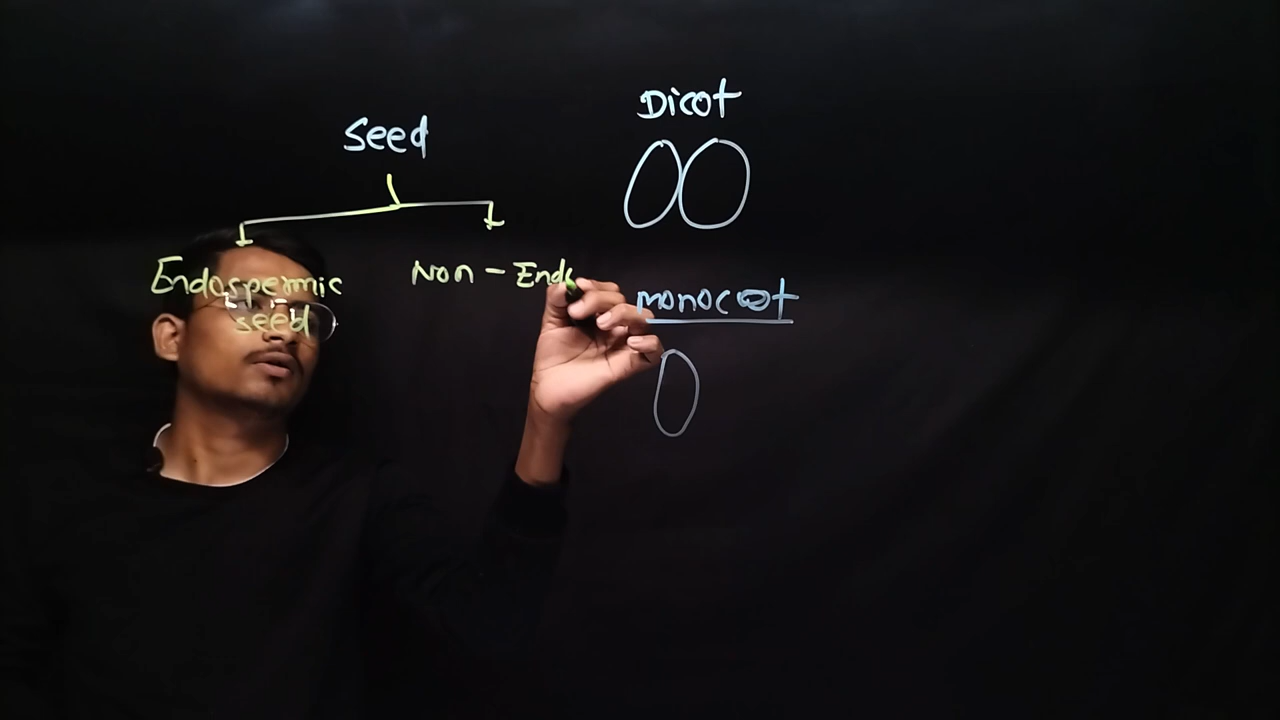 Seed
Endospermic
seed
Non - Endo
Dicot
monocot